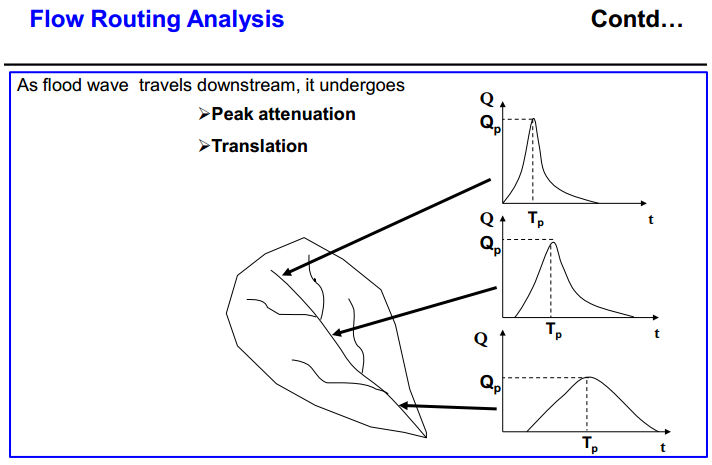 Flow Routing Analysis
Contd...
As flood wave travels downstream, it undergoes
➢Peak attenuation
➢Translation
Q
Qp
Tp
t
Q
Qp
Tp
t
Q
Qp
Tp
t